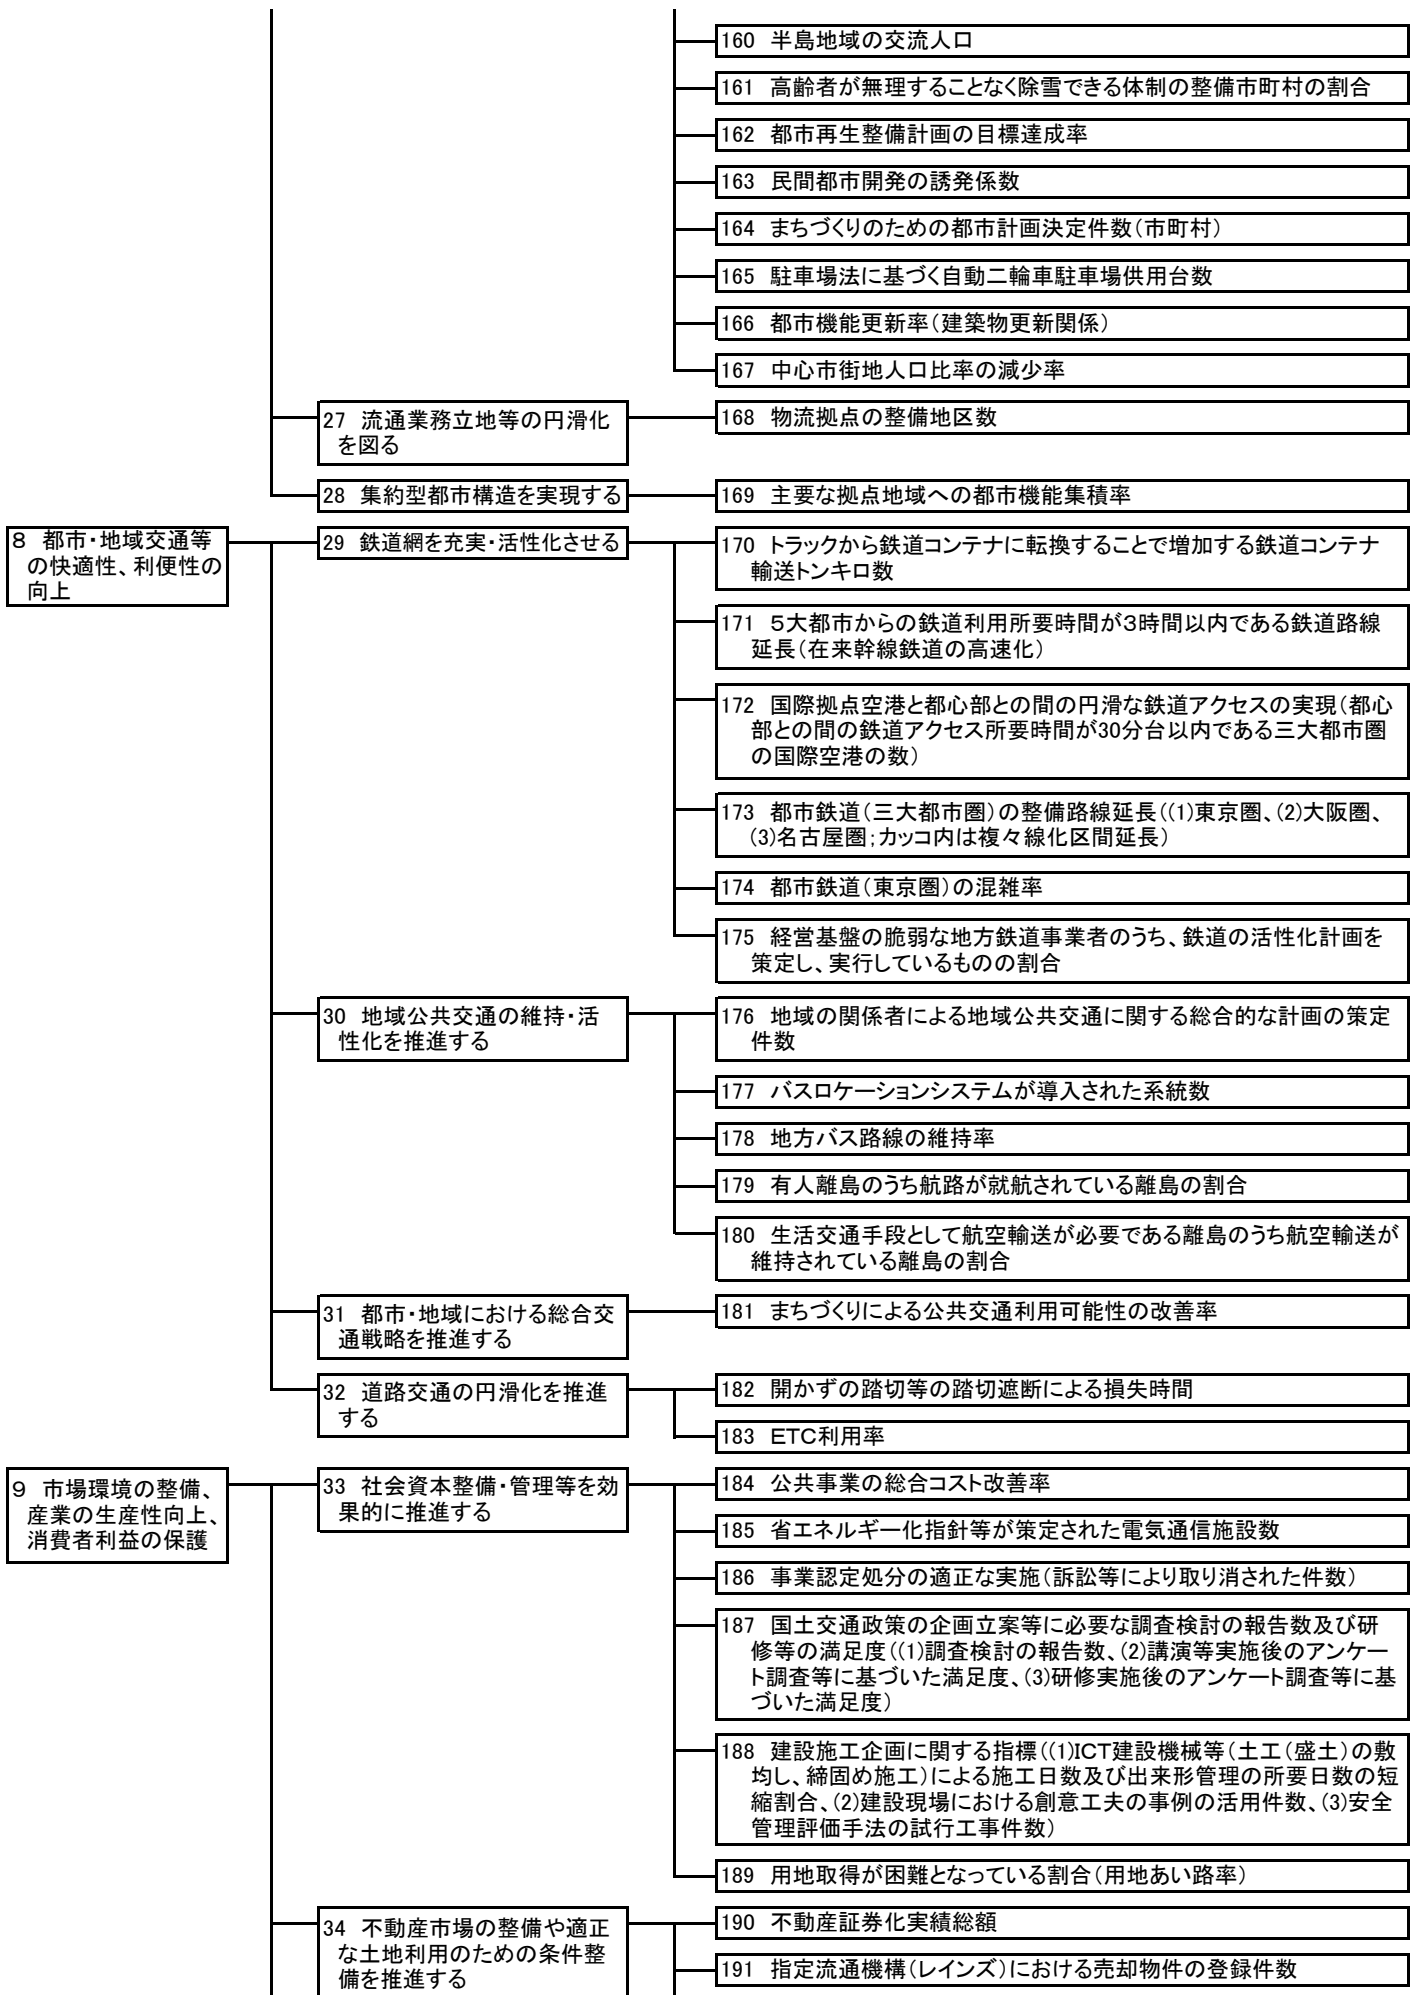 160 半島地域の交流人口
161 高齢者が無理することなく除雪できる体制の整備市町村の割合
162 都市再生整備計画の目標達成率
163 民間都市開発の誘発係数
164 まちづくりのための都市計画決定件数（市町村）
165 駐車場法に基づく自動二輪車駐車場供用台数
166 都市機能更新率（建築物更新関係）
167 中心市街地人口比率の減少率
27 流通業務立地等の円滑化
を図る
168 物流拠点の整備地区数
28 集約型都市構造を実現する
169 主要な拠点地域への都市機能集積率
8 都市・地域交通等
の快適性、利便性の
向上
29 鉄道網を充実・活性化させる
170 トラックから鉄道コンテナに転換することで増加する鉄道コンテナ
輸送トンキロ数
171 5大都市からの鉄道利用所要時間が3時間以内である鉄道路線
延長（在来幹線鉄道の高速化）
172 国際拠点空港と都心部との間の円滑な鉄道アクセスの実現（都心
部との間の鉄道アクセス所要時間が30分台以内である三大都市圏
の国際空港の数）
173 都市鉄道（三大都市圏）の整備路線延長（(1)東京圏、(2)大阪圏、
(3)名古屋圏；カッコ内は複々線化区間延長）
174 都市鉄道（東京圏）の混雑率
175 経営基盤の脆弱な地方鉄道事業者のうち、鉄道の活性化計画を
策定し、実行しているものの割合
30 地域公共交通の維持・活
性化を推進する
176 地域の関係者による地域公共交通に関する総合的な計画の策定
件数
177 バスロケーションシステムが導入された系統数
178 地方バス路線の維持率
179 有人離島のうち航路が就航されている離島の割合
180 生活交通手段として航空輸送が必要である離島のうち航空輸送が
維持されている離島の割合
31 都市・地域における総合交
通戦略を推進する
181 まちづくりによる公共交通利用可能性の改善率
32 道路交通の円滑化を推進
する
182 開かずの踏切等の踏切遮断による損失時間
183 ETC利用率
9 市場環境の整備、
産業の生産性向上、
消費者利益の保護
33 社会資本整備・管理等を効
果的に推進する
184 公共事業の総合コスト改善率
185 省エネルギー化指針等が策定された電気通信施設数
186 事業認定処分の適正な実施（訴訟等により取り消された件数）
187 国土交通政策の企画立案等に必要な調査検討の報告数及び研
修等の満足度（(1)調査検討の報告数、(2)講演等実施後のアンケー
ト調査等に基づいた満足度、(3)研修実施後のアンケート調査等に基
づいた満足度）
188 建設施工企画に関する指標（(1)ICT建設機械等（土工（盛土）の敷
均し、締固め施工）による施工日数及び出来形管理の所要日数の短
縮割合、(2)建設現場における創意工夫の事例の活用件数、(3)安全
管理評価手法の試行工事件数）
189 用地取得が困難となっている割合（用地あい路率）
34 不動産市場の整備や適正
な土地利用のための条件整
備を推進する
190 不動産証券化実績総額
191 指定流通機構（レインズ）における売却物件の登録件数